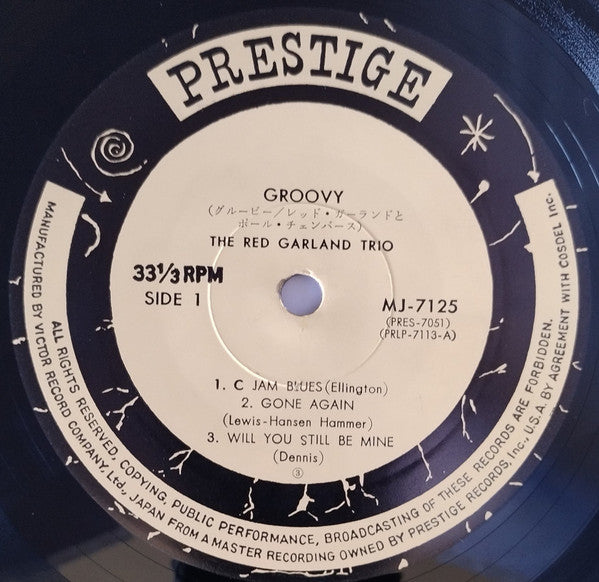 PRESTIGE
GROOVY
(グルービー/レッド・ガーランドと
ポール・チェンバース)
THE RED GARLAND TRIO
33⅓ RPM
SIDE 1
MJ-7125
(PRES-7051)
(PRLP-7113-A)
1. C JAM BLUES (Ellington)
2. GONE AGAIN
(Lewis-Hansen Hammer)
3. WILL YOU STILL BE MINE
(Dennis)
③
ALL RIGHTS RESERVED, COPYING, PUBLIC PERFORMANCE, BROADCASTING OF THESE RECORDS ARE FORBIDDEN.
MANUFACTURED BY VICTOR RECORD COMPANY, Ltd., JAPAN FROM A MASTER RECORDING OWNED BY PRESTIGE RECORDS, Inc., U.S.A. BY AGREEMENT WITH COSDEL Inc.